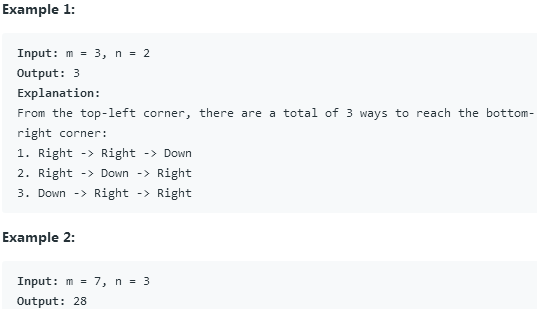 Example 1:
Input: m = 3, n = 2
Output: 3
Explanation:
From the top-left corner, there are a total of 3 ways to reach the bottom-
right corner:
1. Right -> Right -> Down
2. Right -> Down -> Right
3. Down -> Right -> Right
Example 2:
Input: m = 7, n = 3
Output: 28